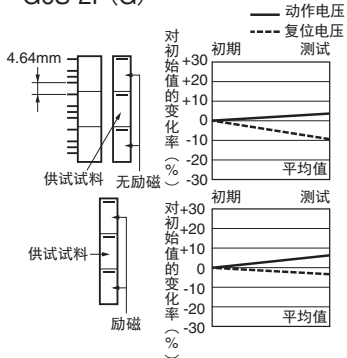 动作电压
复位电压
4.64mm
供试试料
无励磁
对初始值的变化率（%）
初期 测试
+30
+20
+10
0
-10
-20
-30
平均值
供试试料
励磁
对初始值的变化率（%）
初期 测试
+30
+20
+10
0
-10
-20
-30
平均值